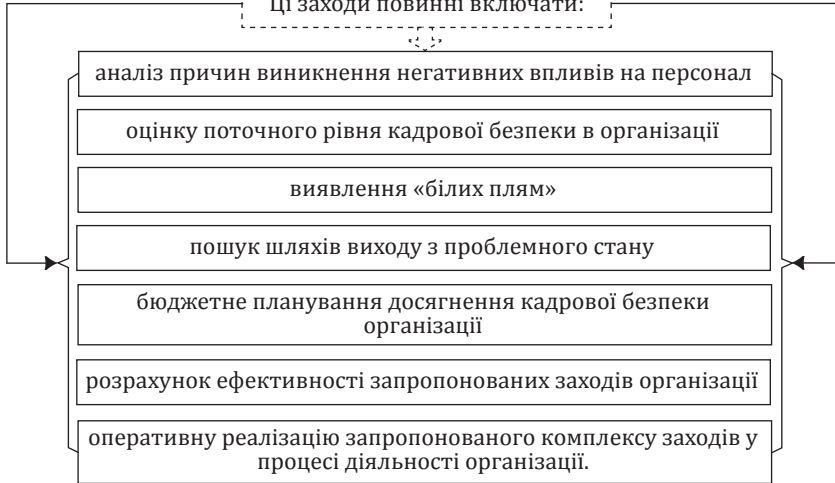 Ці заходи повинні включати:
аналіз причин виникнення негативних впливів на персонал
оцінку поточного рівня кадрової безпеки в організації
виявлення «білих плям»
пошук шляхів виходу з проблемного стану
бюджетне планування досягнення кадрової безпеки
організації
розрахунок ефективності запропонованих заходів організації
оперативну реалізацію запропонованого комплексу заходів у
процесі діяльності організації.